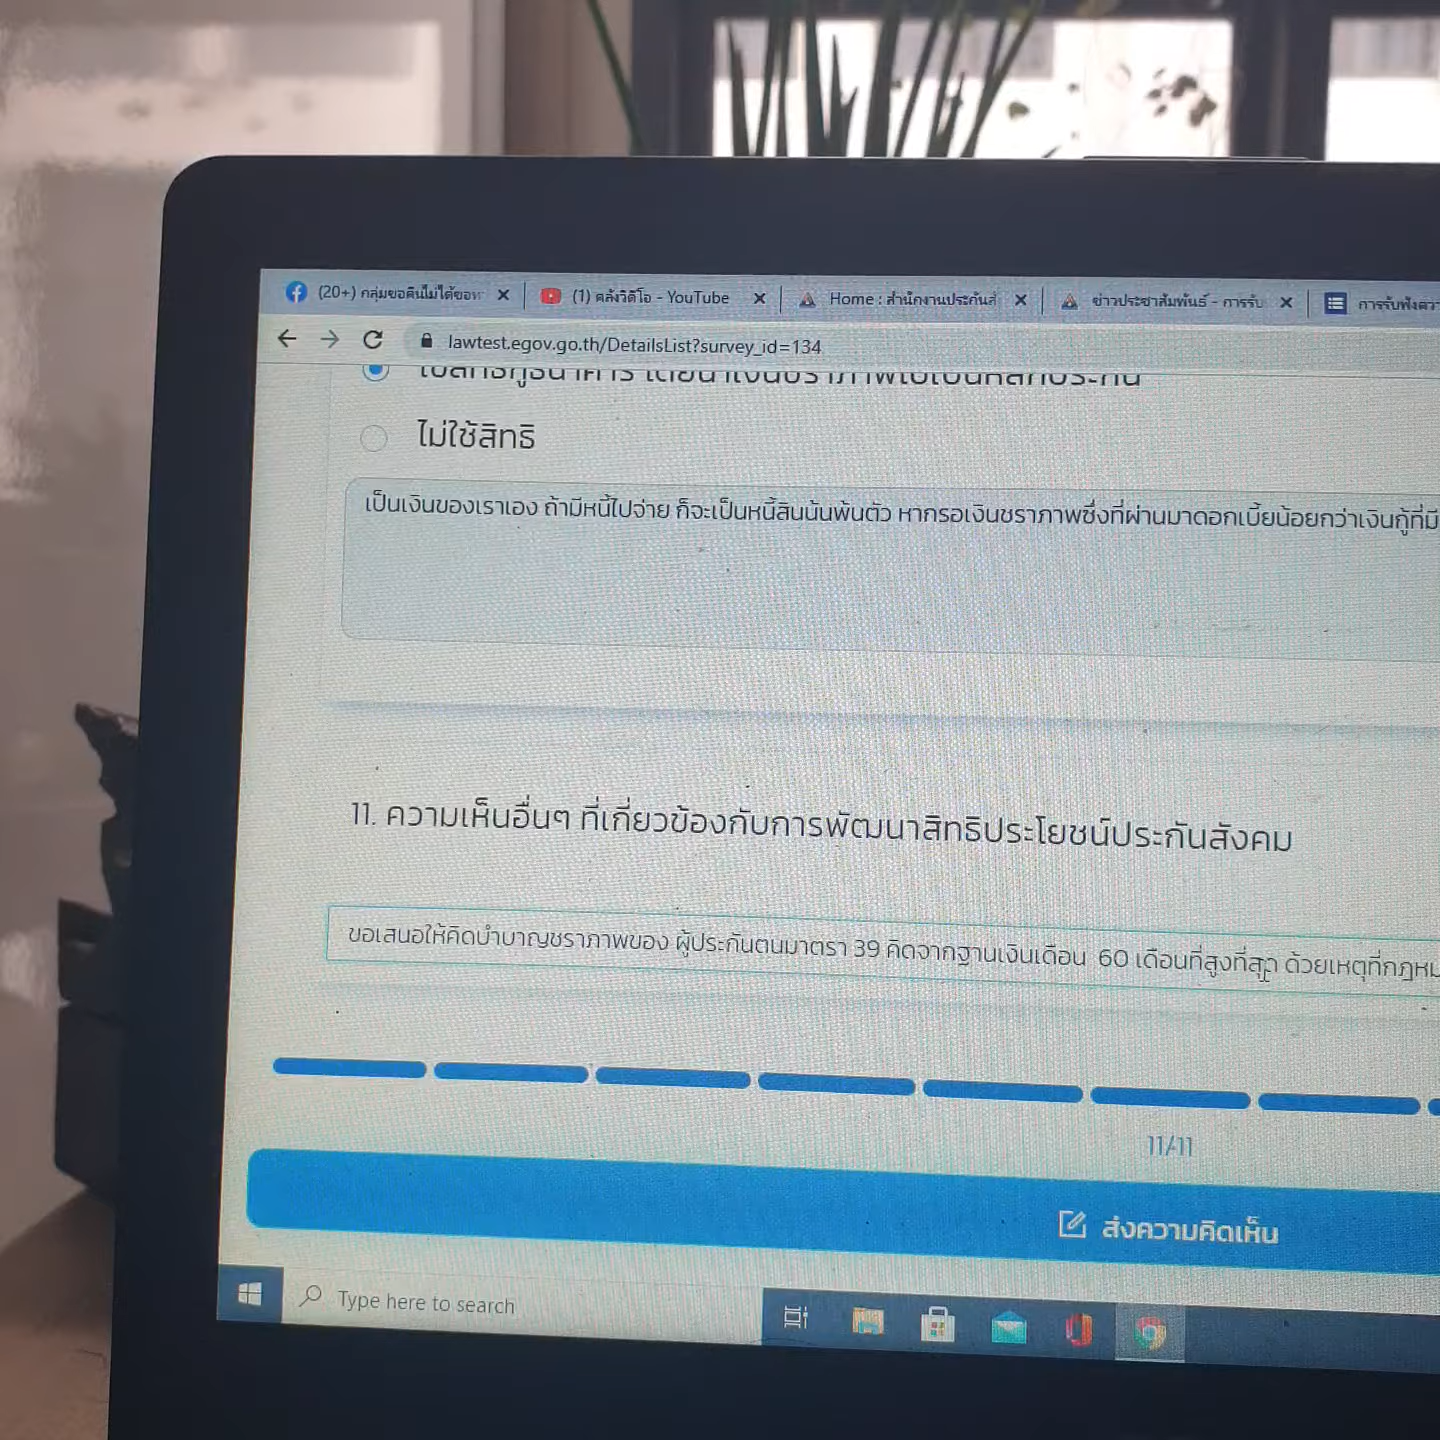 (20+) กลุ่มขอคืนไม่ได้ขอท
(1) คลังวิดีโอ - YouTube
Home : สำนักงานประกันสั
ข่าวประชาสัมพันธ์ - การรับ
การรับฟังควา
lawtest.egov.go.th/DetailsList?survey_id=134
ไม่ใช้สิทธิ
เป็นเงินของเราเอง ถ้ามีหนี้ไปจ่าย ก็จะเป็นหนี้สินนั้นพ้นตัว หากรอเงินชราภาพซึ่งที่ผ่านมาดอกเบี้ยน้อยกว่าเงินกู้ที่มี
11. ความเห็นอื่นๆ ที่เกี่ยวข้องกับการพัฒนาสิทธิประโยชน์ประกันสังคม
ขอเสนอให้คิดบำบาญชราภาพของ ผู้ประกันตนมาตรา 39 คิดจากฐานเงินเดือน 60 เดือนที่สูงที่สุด ด้วยเหตุที่กฎหม
11/11
ส่งความคิดเห็น
Type here to search